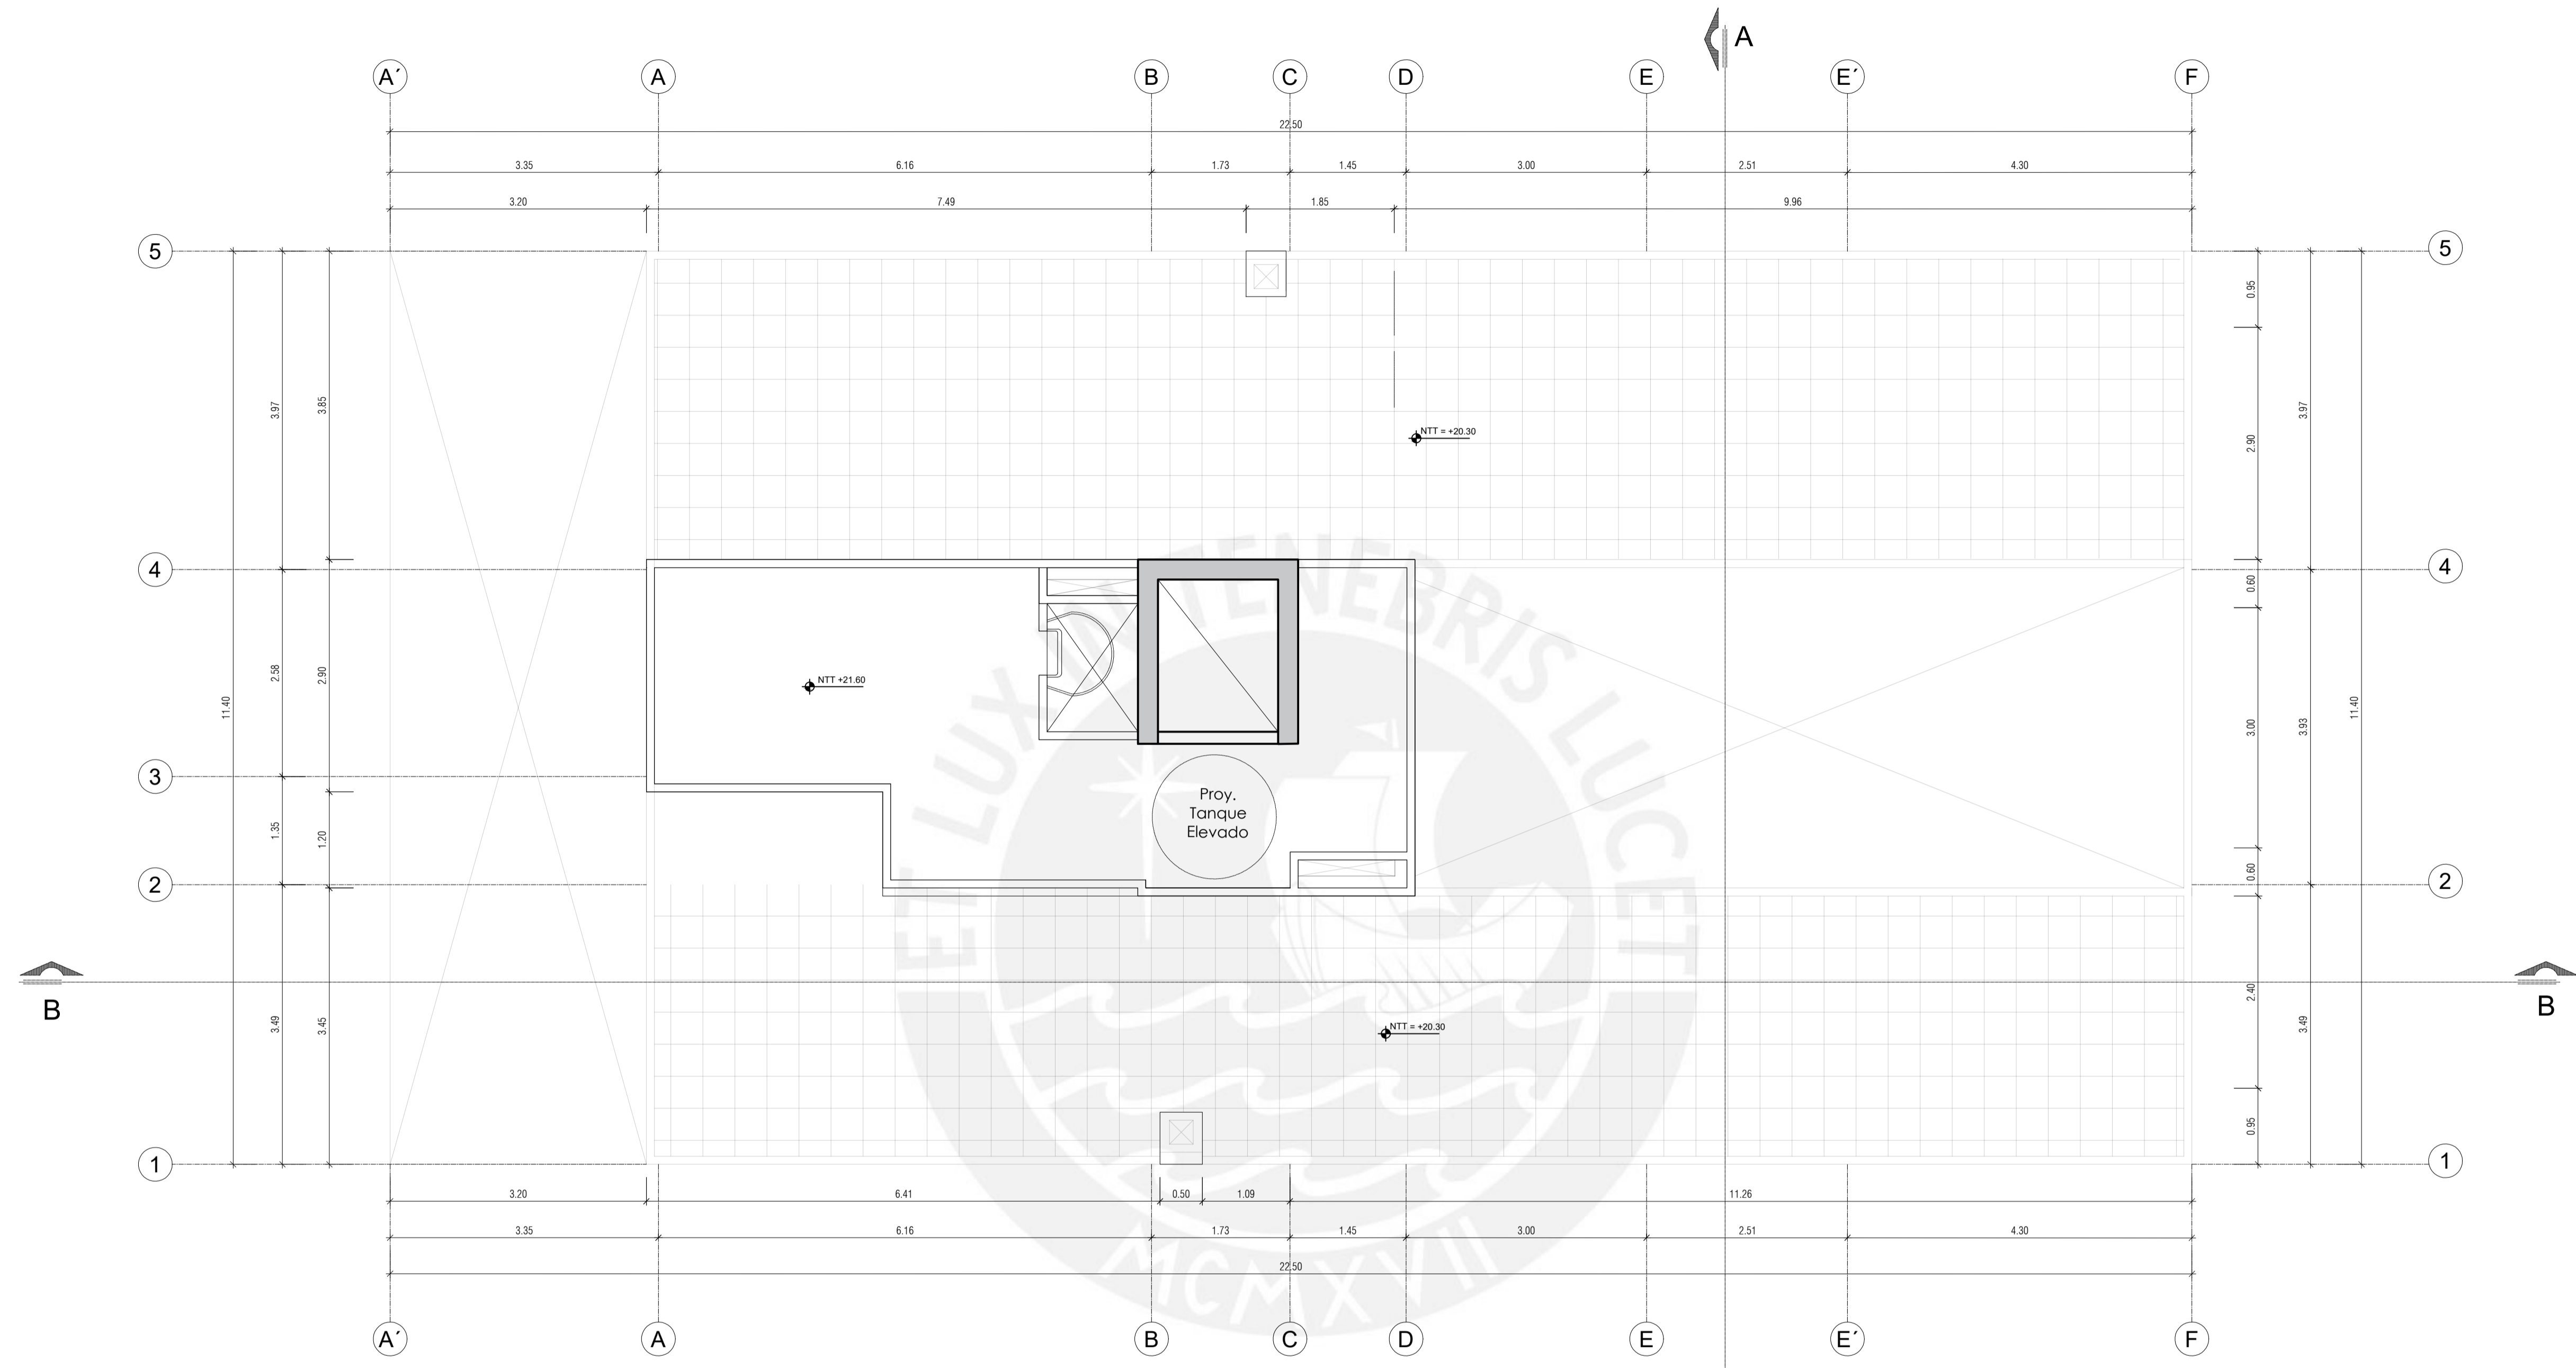 A
A´ A B C D E E´ F
22.50
3.35 6.16 1.73 1.45 3.00 2.51 4.30
3.20 7.49 1.85 9.96
5 5
0.95
3.97 3.85 3.97
2.90
NTT = +20.30
4 4
0.60
NTT +21.60
2.58 2.90
11.40 11.40
3.00 3.93
3 
Proy.
Tanque
Elevado
1.35 1.20
0.60
2 2
B B
2.40
3.49 3.45 3.49
NTT = +20.30
0.95
1 1
3.20 6.41 0.50 1.09 11.26
3.35 6.16 1.73 1.45 3.00 2.51 4.30
22.50
A´ A B C D E E´ F
ET LUX IN TENEBRIS LUCET
MCMXVII